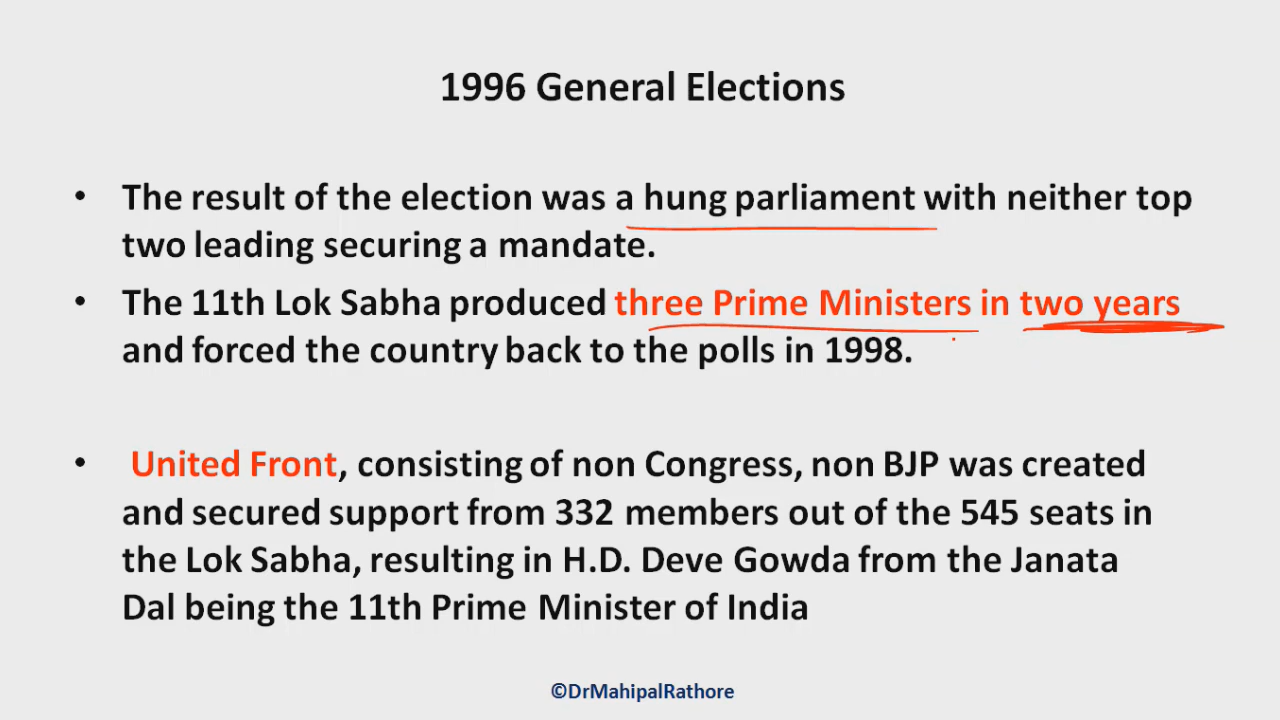 1996 General Elections
• The result of the election was a hung parliament with neither top
two leading securing a mandate.
• The 11th Lok Sabha produced three Prime Ministers in two years
and forced the country back to the polls in 1998.
• United Front, consisting of non Congress, non BJP was created
and secured support from 332 members out of the 545 seats in
the Lok Sabha, resulting in H.D. Deve Gowda from the Janata
Dal being the 11th Prime Minister of India
©DrMahipalRathore